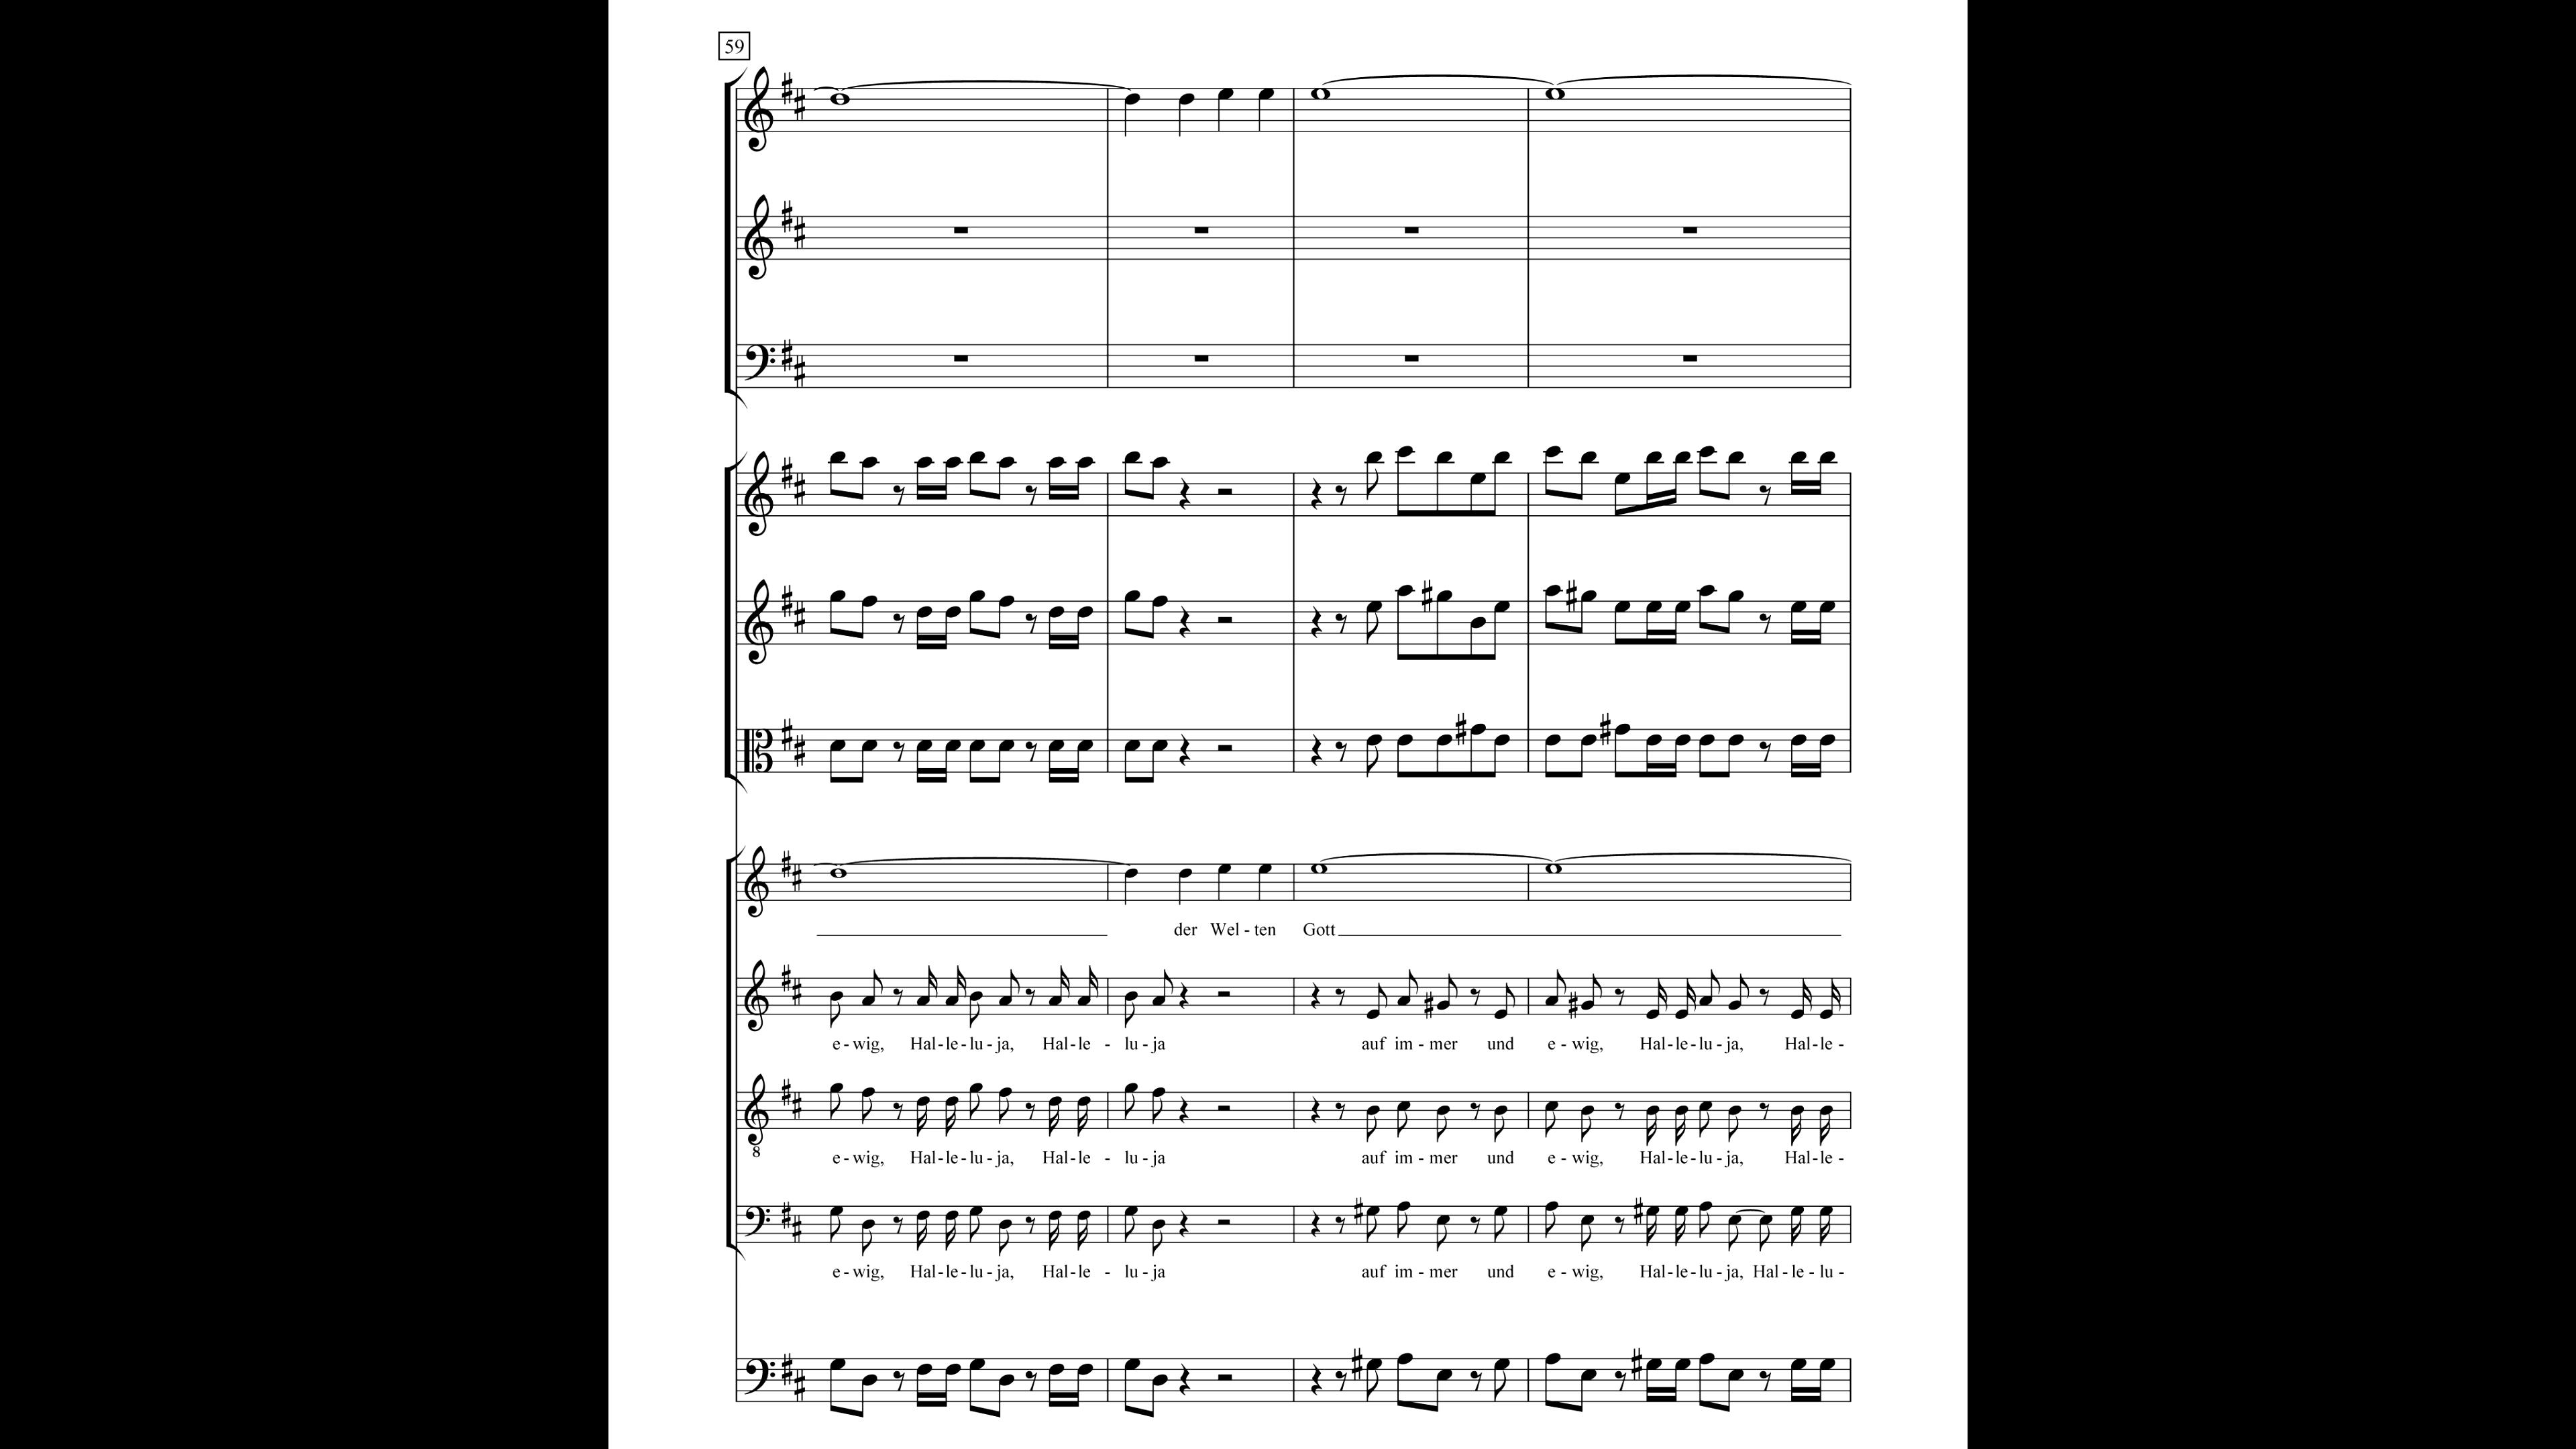 59
der Wel - ten Gott
e - wig, Hal - le - lu - ja, Hal - le - lu - ja auf im - mer und e - wig, Hal - le - lu - ja, Hal - le -
8
e - wig, Hal - le - lu - ja, Hal - le - lu - ja auf im - mer und e - wig, Hal - le - lu - ja, Hal - le -
e - wig, Hal - le - lu - ja, Hal - le - lu - ja auf im - mer und e - wig, Hal - le - lu - ja, Hal - le - lu -